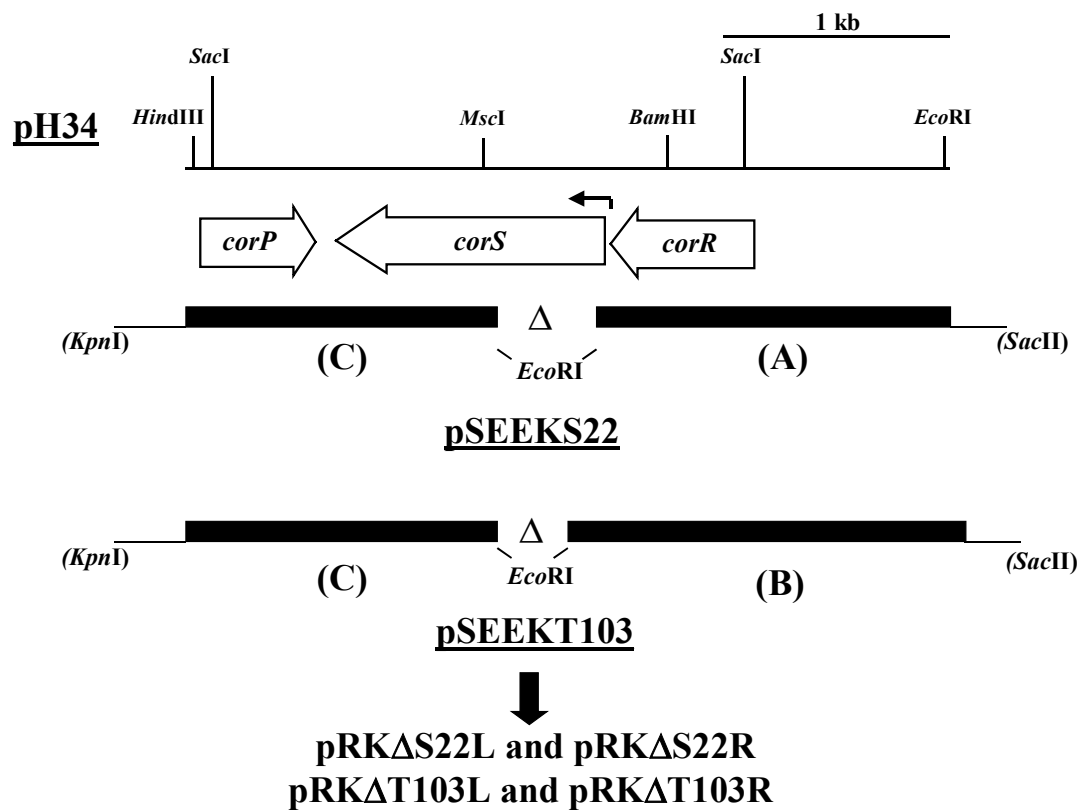 1 kb
SacI SacI
pH34 HindIII MscI BamHI EcoRI
corP corS corR
Δ
(KpnI) (SacII)
(C) EcoRI (A)
pSEEKS22
Δ
(KpnI) (SacII)
(C) EcoRI (B)
pSEEKT103
pRKΔS22L and pRKΔS22R
pRKΔT103L and pRKΔT103R